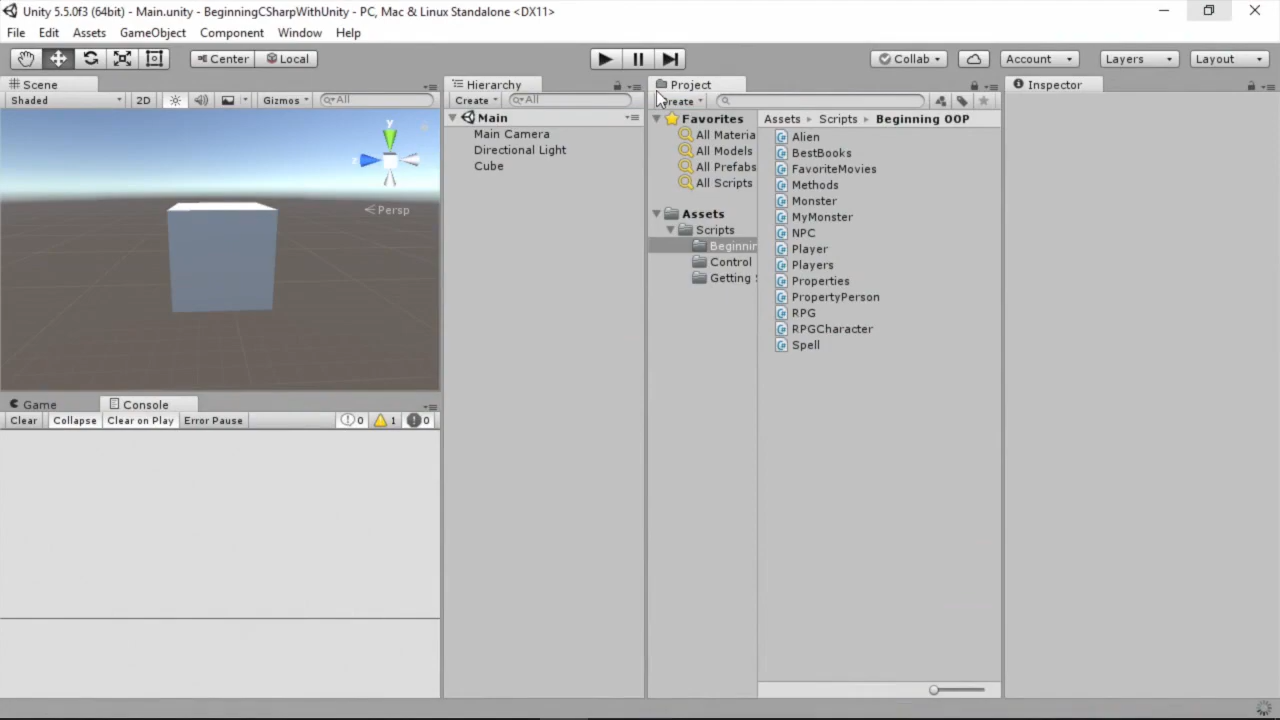 Unity 5.5.0f3 (64bit) - Main.unity - BeginningCSharpWithUnity - PC, Mac & Linux Standalone <DX11>
File Edit Assets GameObject Component Window Help
Center Local Collab Account Layers Layout
Scene
Shaded 2D Gizmos All
y
z
Persp
Game Console
Clear Collapse Clear on Play Error Pause 0 1 0
Hierarchy
Create All
Main
Main Camera
Directional Light
Cube
Project
reate
Favorites
All Materia
All Models
All Prefabs
All Scripts
Assets
Scripts
Beginnin
Control
Getting
Assets Scripts Beginning OOP
Alien
BestBooks
FavoriteMovies
Methods
Monster
MyMonster
NPC
Player
Players
Properties
PropertyPerson
RPG
RPGCharacter
Spell
Inspector